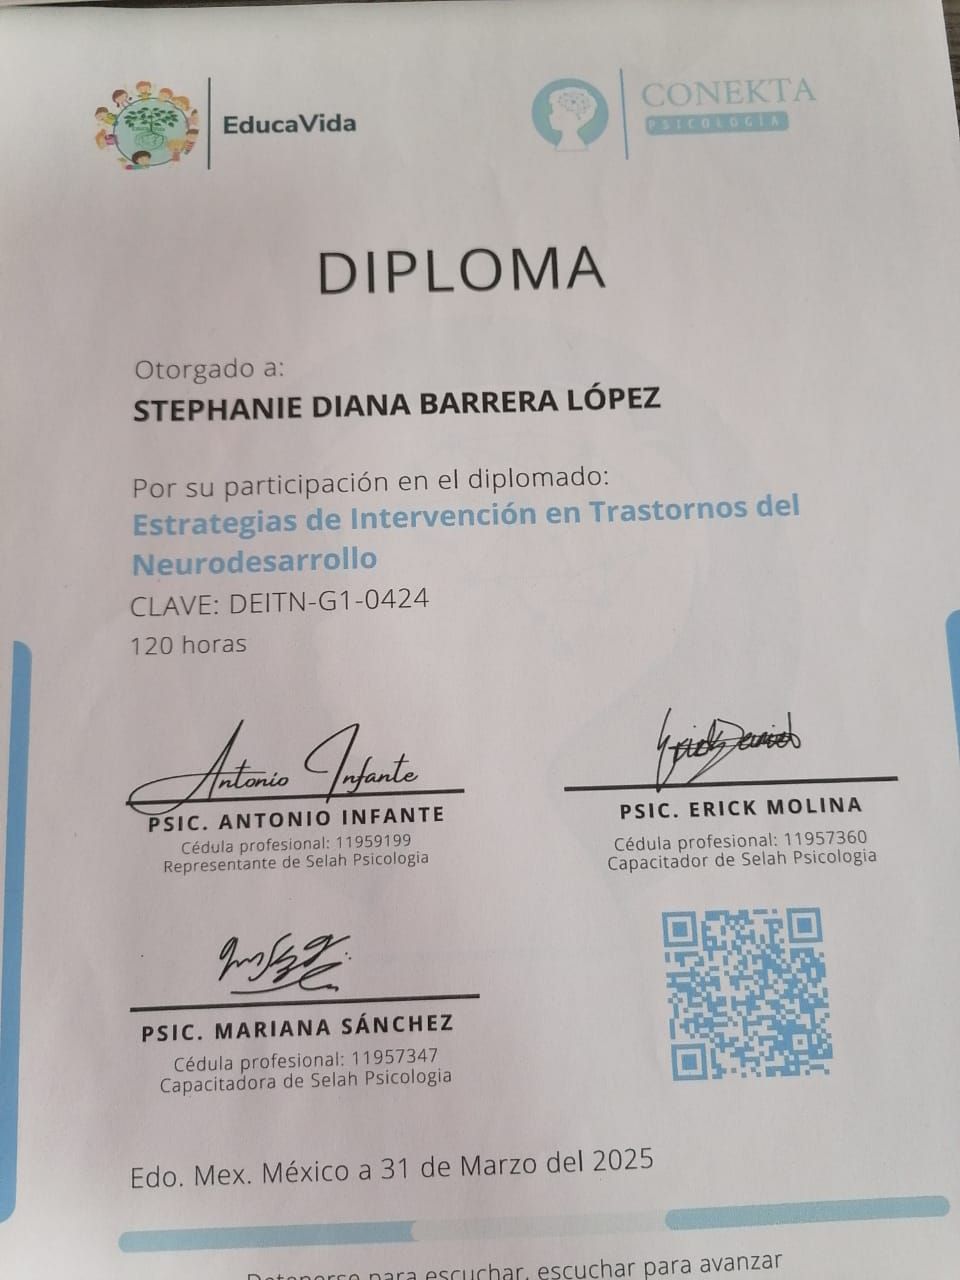 EducaVida
CONEKTA
PSICOLOGÍA
DIPLOMA
Otorgado a:
STEPHANIE DIANA BARRERA LÓPEZ
Por su participación en el diplomado:
Estrategias de Intervención en Trastornos del
Neurodesarrollo
CLAVE: DEITN-G1-0424
120 horas
Antonio Infante
PSIC. ANTONIO INFANTE
Cédula profesional: 11959199
Representante de Selah Psicologia
PSIC. ERICK MOLINA
Cédula profesional: 11957360
Capacitador de Selah Psicologia
PSIC. MARIANA SÁNCHEZ
Cédula profesional: 11957347
Capacitadora de Selah Psicologia
Edo. Mex. México a 31 de Marzo del 2025
para escuchar, escuchar para avanzar